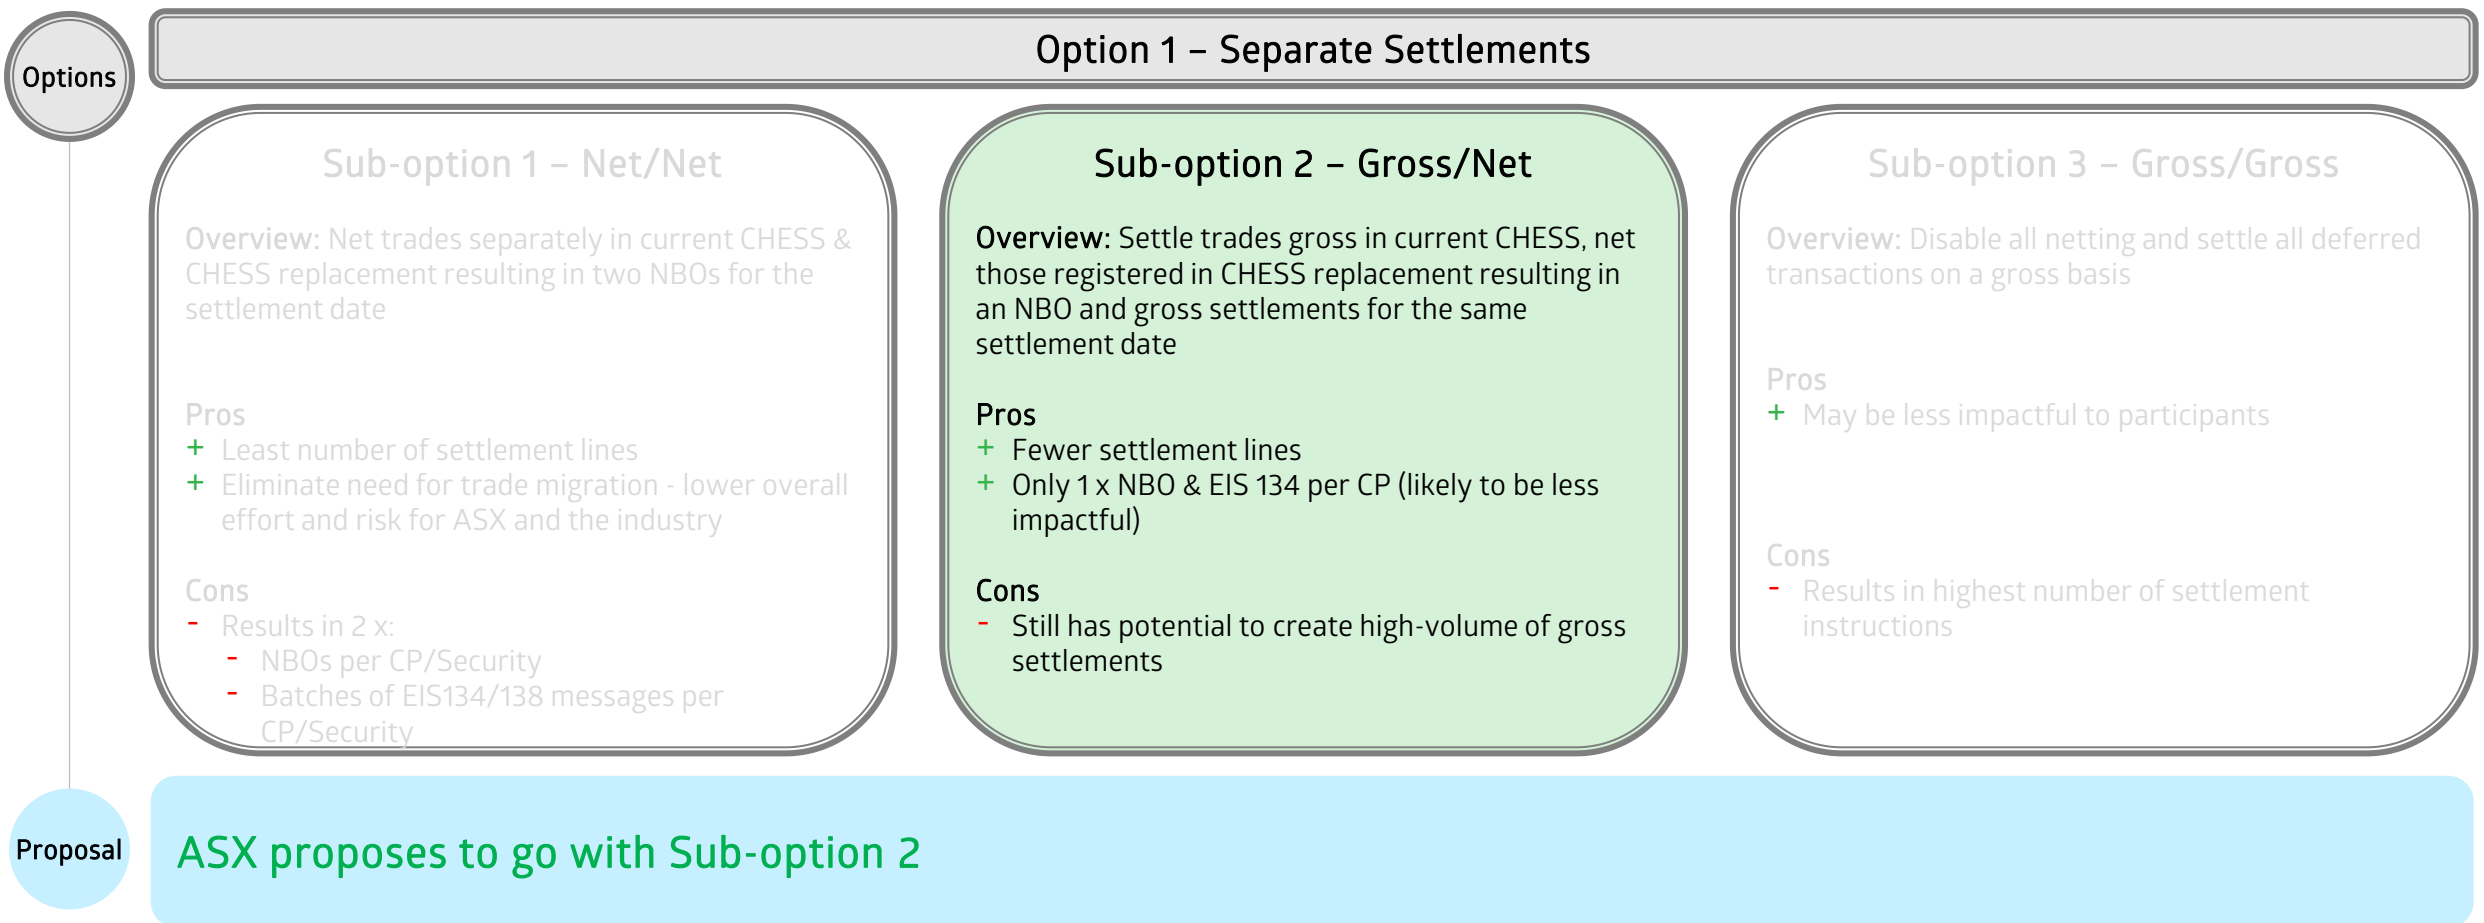 Options
Option 1 – Separate Settlements
Sub-option 1 – Net/Net
Overview: Net trades separately in current CHESS &
CHESS replacement resulting in two NBOs for the
settlement date
Pros
+ Least number of settlement lines
+ Eliminate need for trade migration - lower overall
effort and risk for ASX and the industry
Cons
- Results in 2 x:
- NBOs per CP/Security
- Batches of EIS134/138 messages per
CP/Security
Sub-option 2 – Gross/Net
Overview: Settle trades gross in current CHESS, net
those registered in CHESS replacement resulting in
an NBO and gross settlements for the same
settlement date
Pros
+ Fewer settlement lines
+ Only 1 x NBO & EIS 134 per CP (likely to be less
impactful)
Cons
- Still has potential to create high-volume of gross
settlements
Sub-option 3 – Gross/Gross
Overview: Disable all netting and settle all deferred
transactions on a gross basis
Pros
+ May be less impactful to participants
Cons
- Results in highest number of settlement
instructions
Proposal
ASX proposes to go with Sub-option 2